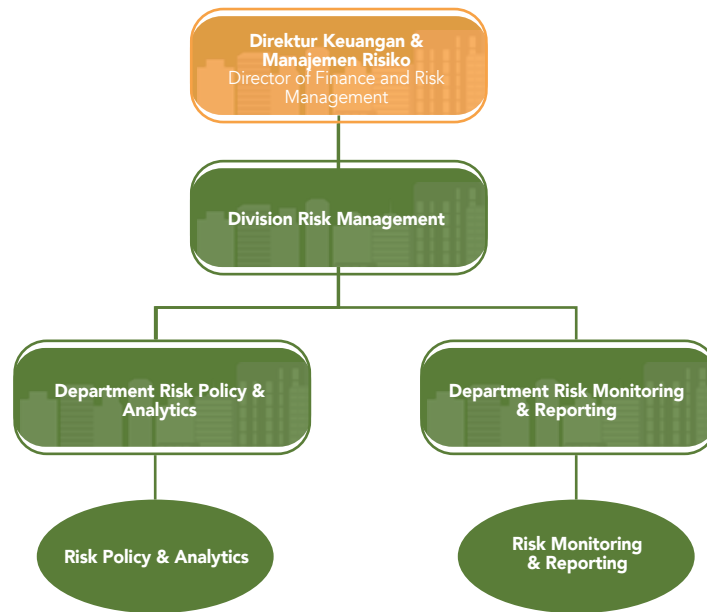 Direktur Keuangan &
Manajemen Risiko
Director of Finance and Risk
Management
Division Risk Management
Department Risk Policy &
Analytics
Department Risk Monitoring
& Reporting
Risk Policy & Analytics
Risk Monitoring
& Reporting